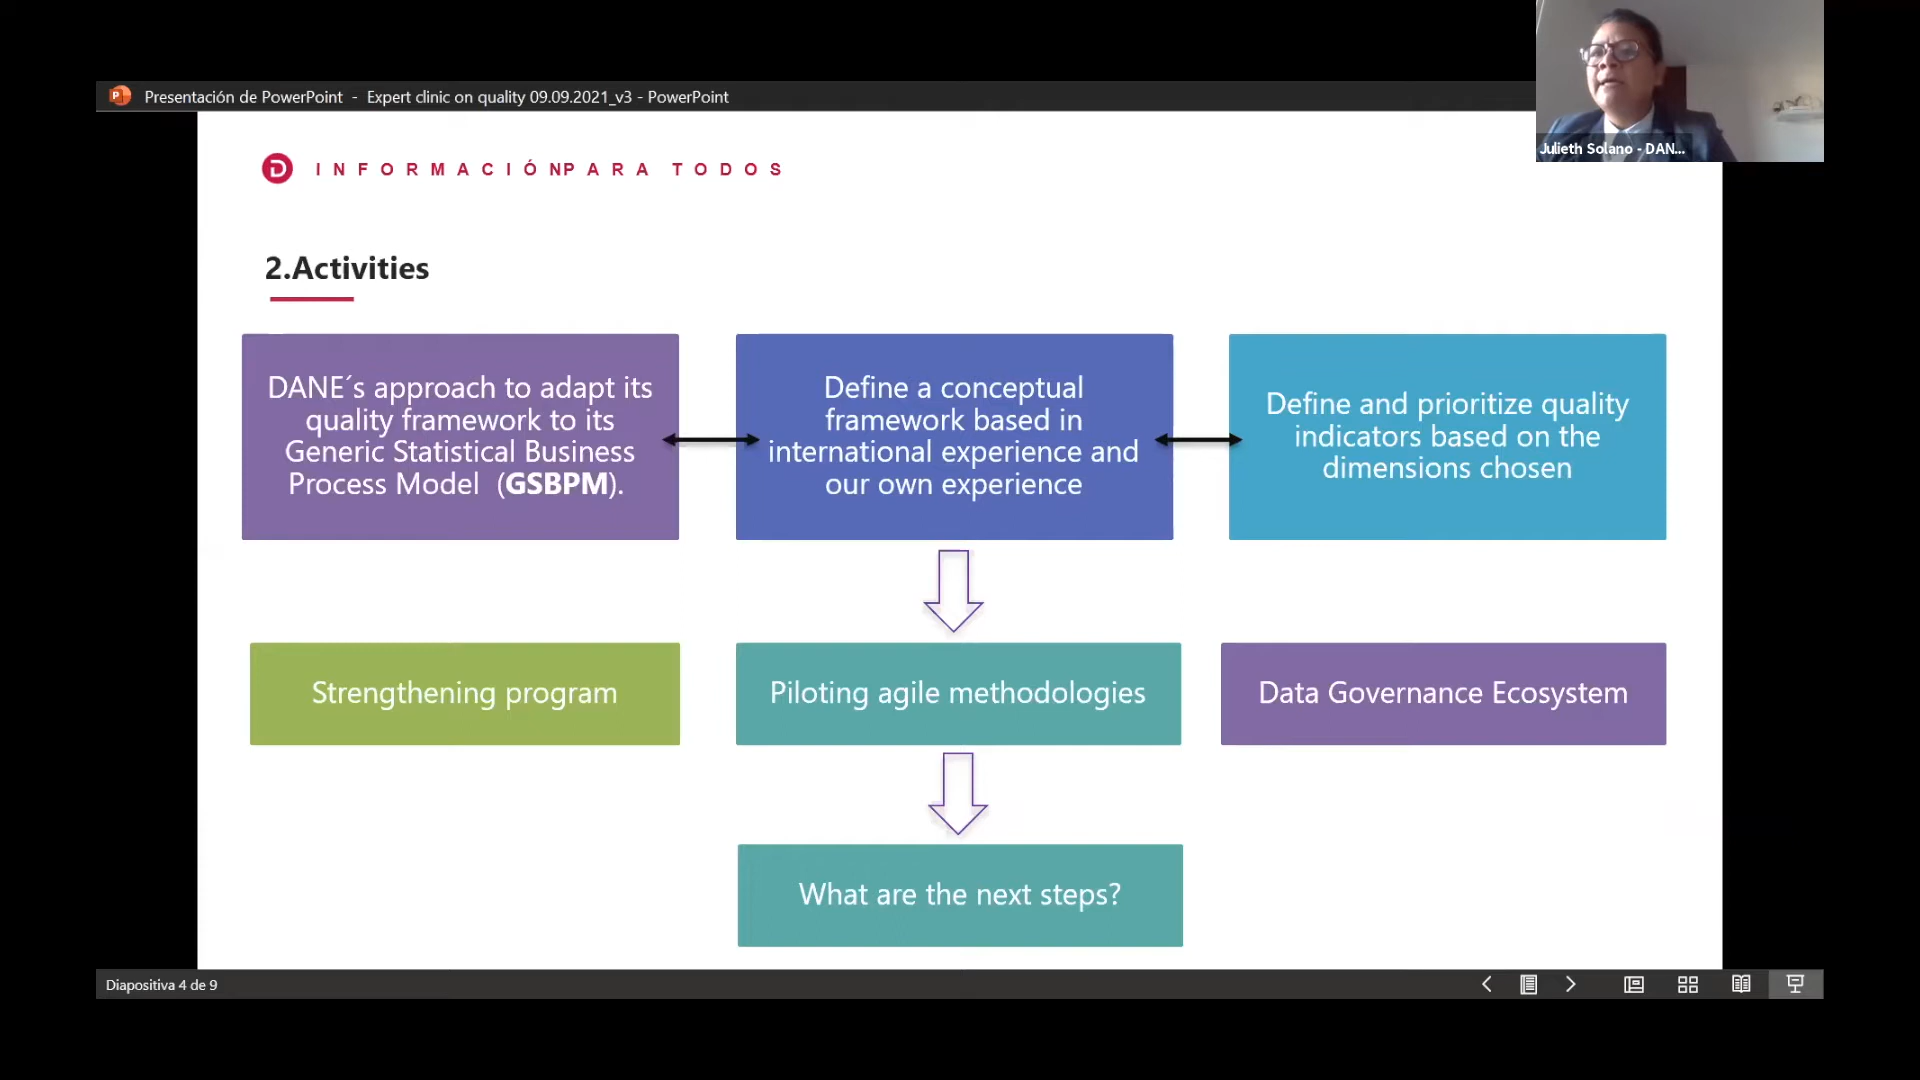 Presentación de PowerPoint - Expert clinic on quality 09.09.2021_v3 - PowerPoint
Julieth Solano - DAN...
INFORMACIÓNPARA TODOS
2.Activities
DANE´s approach to adapt its
quality framework to its
Generic Statistical Business
Process Model (GSBPM).
Define a conceptual
framework based in
international experience and
our own experience
Define and prioritize quality
indicators based on the
dimensions chosen
Strengthening program
Piloting agile methodologies
Data Governance Ecosystem
What are the next steps?
Diapositiva 4 de 9